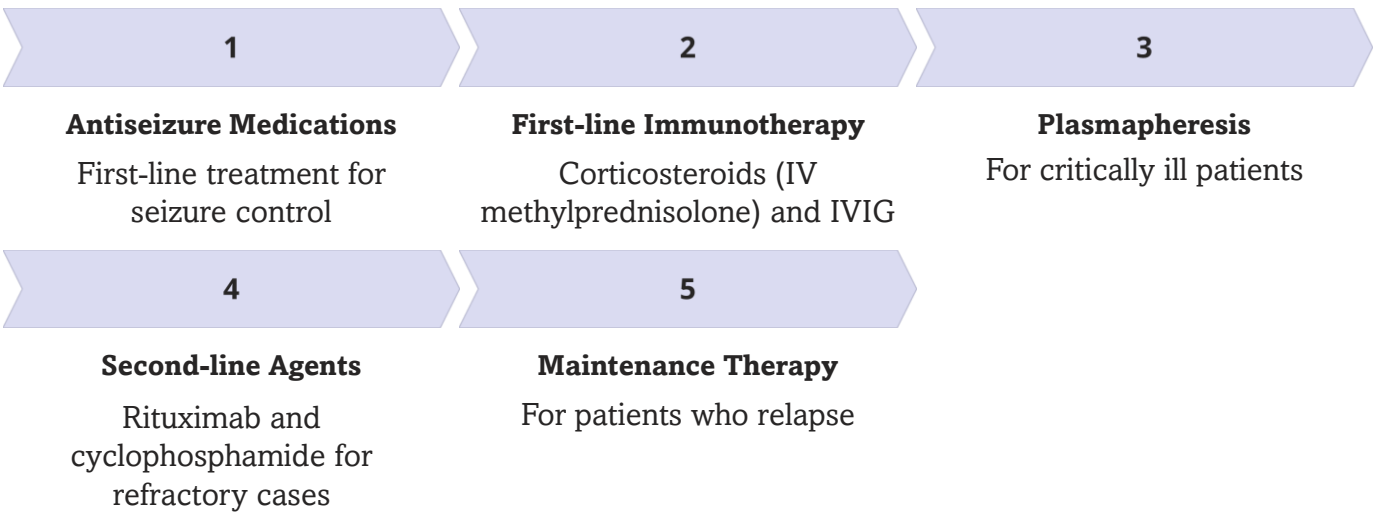 1
2
3
Antiseizure Medications
First-line treatment for
seizure control
First-line Immunotherapy
Corticosteroids (IV
methylprednisolone) and IVIG
Plasmapheresis
For critically ill patients
4
5
Second-line Agents
Rituximab and
cyclophosphamide for
refractory cases
Maintenance Therapy
For patients who relapse